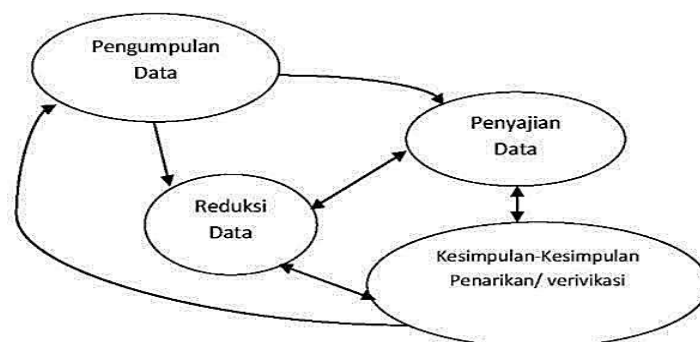 Pengumpulan
Data
Penyajian
Data
Reduksi
Data
Kesimpulan-Kesimpulan
Penarikan/ verivikasi